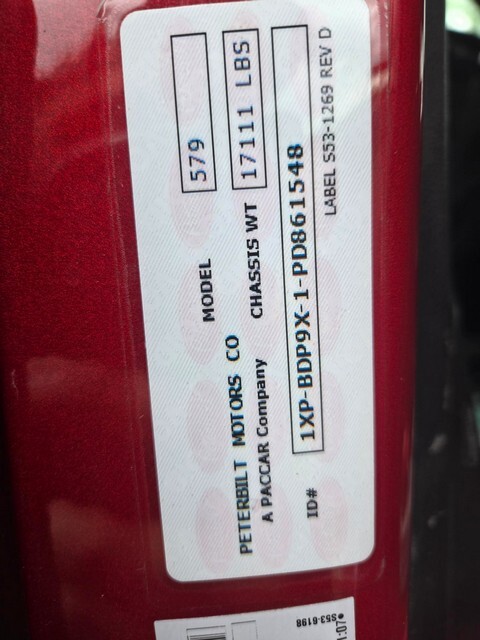 MODEL 579
PETERBILT MOTORS CO
A PACCAR Company CHASSIS WT 17111 LBS
ID# 1XP-BDP9X-1-PD861548
LABEL S53-1269 REV D
S53-6198